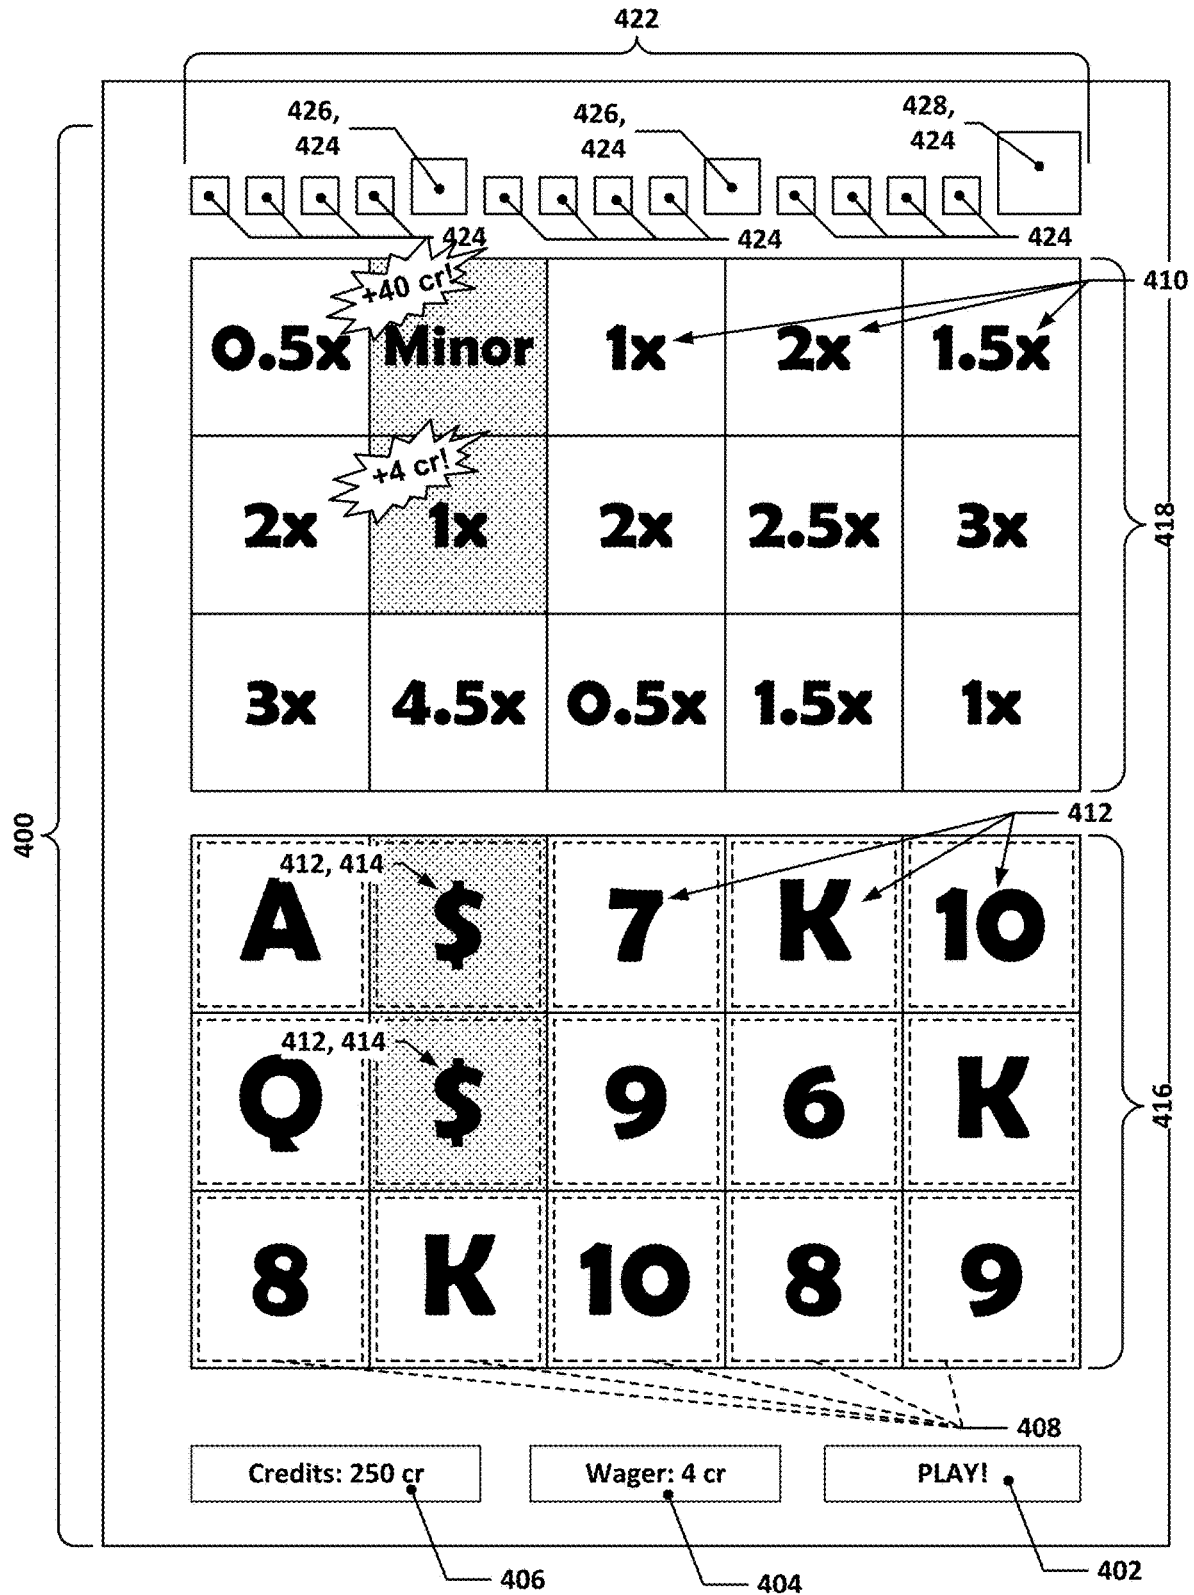 422
426,
424
426,
424
428,
424
424
424
424
+40 cr!
410
0.5x Minor 1x 2x 1.5x
+4 cr!
2x 1x 2x 2.5x 3x
418
3x 4.5x 0.5x 1.5x 1x
400
412
412, 414
A $ 7 K 10
412, 414
Q $ 9 6 K
416
8 K 10 8 9
408
Credits: 250 cr Wager: 4 cr PLAY!
406 404 402